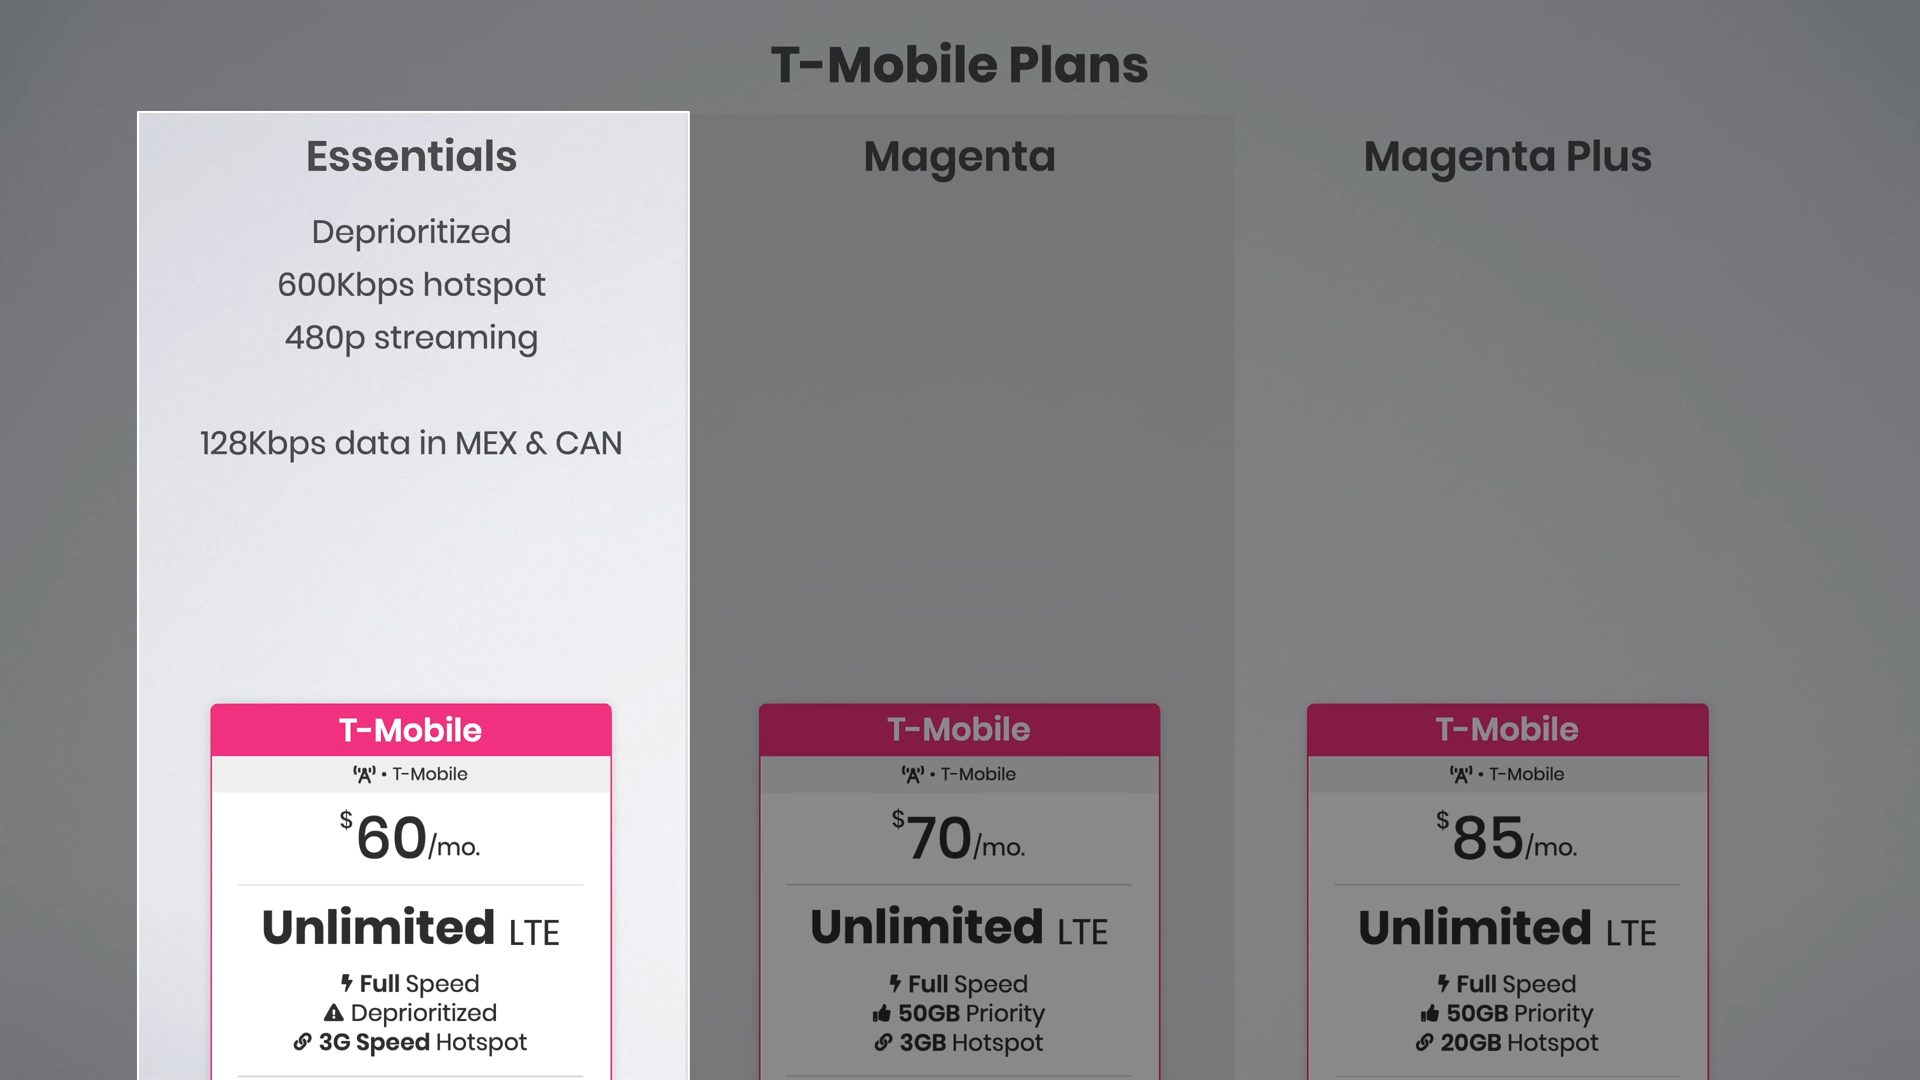 T-Mobile Plans
Essentials
Deprioritized
600Kbps hotspot
480p streaming
128Kbps data in MEX & CAN
T-Mobile
• T-Mobile
$60/mo.
Unlimited LTE
Full Speed
Deprioritized
3G Speed Hotspot
Magenta
T-Mobile
• T-Mobile
$70/mo.
Unlimited LTE
Full Speed
50GB Priority
3GB Hotspot
Magenta Plus
T-Mobile
• T-Mobile
$85/mo.
Unlimited LTE
Full Speed
50GB Priority
20GB Hotspot